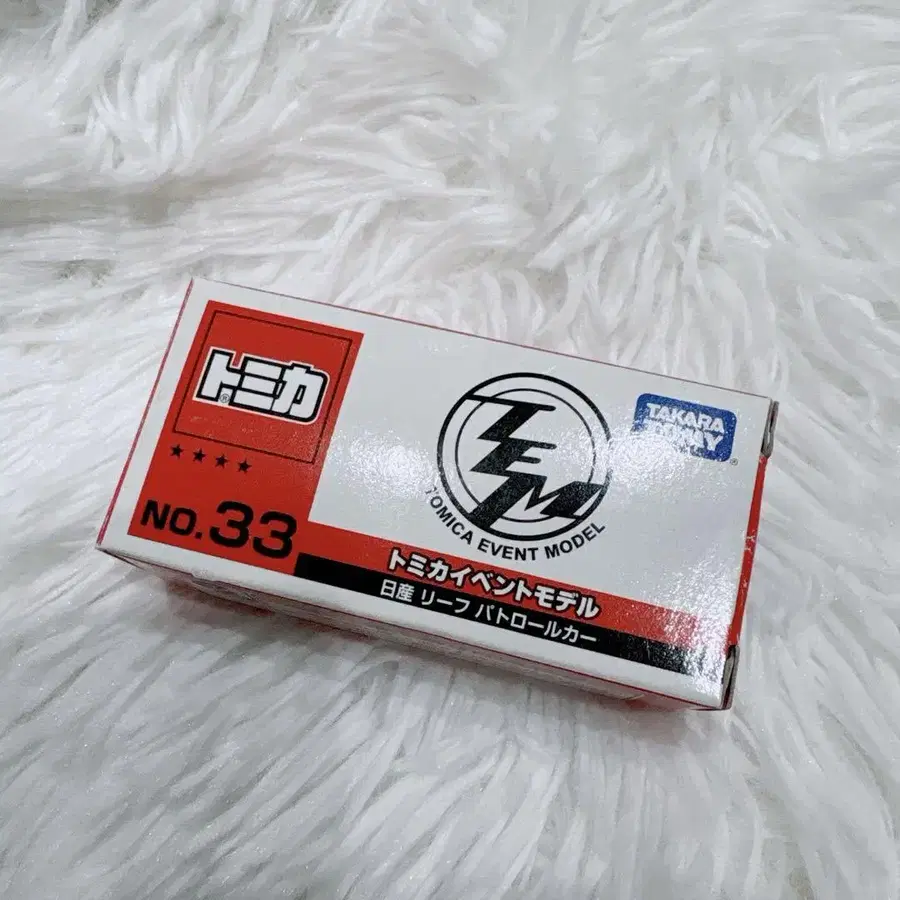 トミカ®
★★★★
NO.33
TEM
TOMICA EVENT MODEL
TAKARA TOMY®
トミカイベントモデル
日産 リーフ パトロールカー